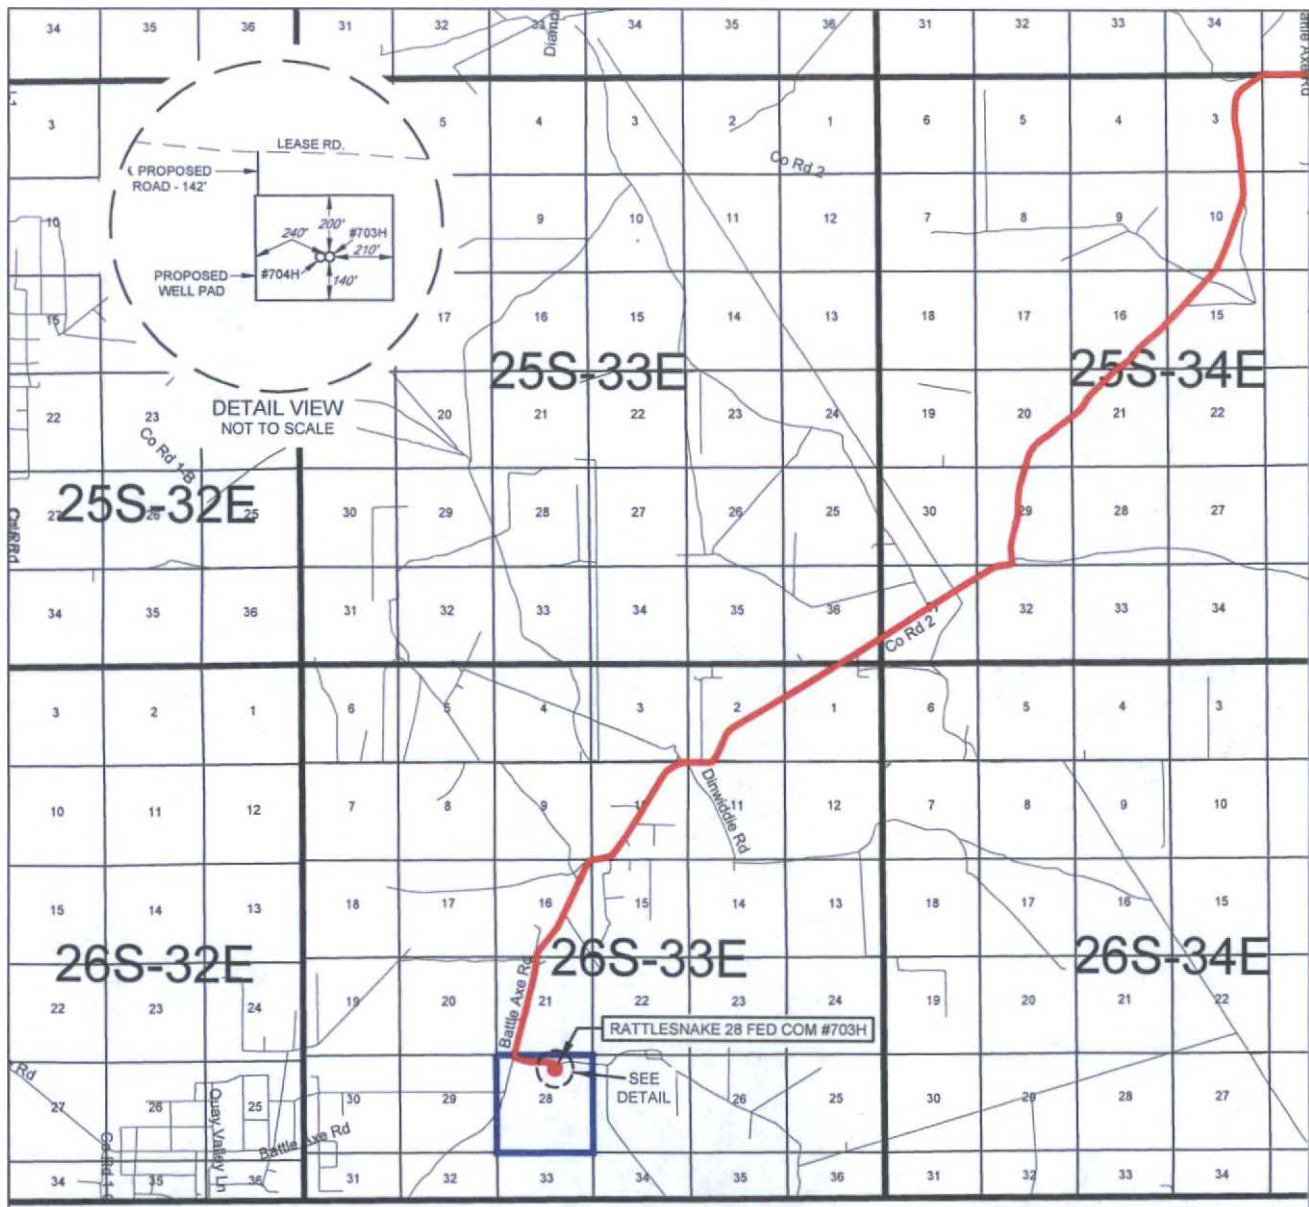 34 35 36 31 32 33 34 35 36 31 32 33 34
Diamo
3 5 4 3 2 1 6 5 4 3
LEASE RD.
PROPOSED
ROAD - 142'
Co Rd 2
200'
#703H
240'
210'
#704H
140'
PROPOSED
WELL PAD
10 9 10 11 12 7 8 9 10
15 17 16 15 14 13 18 17 16 15
25S-33E
25S-34E
DETAIL VIEW
NOT TO SCALE
22 23 20 21 22 23 24 19 20 21 22
Co Rd 1-B
25S-32E
27 26 25 30 29 28 27 26 25 30 29 28 27
34 35 36 31 32 33 34 35 36 31 32 33 34
Co Rd 2
3 2 1 6 5 4 3 2 1 6 5 4 3
10 11 12 7 8 9 10 11 12 7 8 9 10
Dinwiddie Rd
15 14 13 18 17 16 15 14 13 18 17 16 15
26S-32E
26S-33E
26S-34E
22 23 24 19 20 21 22 23 24 19 20 21 22
Battle Axe Rd
RATTLESNAKE 28 FED COM #703H
SEE
DETAIL
Rd
27 26 25 30 29 28 26 25 30 29 28 27
Quay Valley Ln
Battle Axe Rd
34 35 36 31 32 33 34 35 36 31 32 33 34